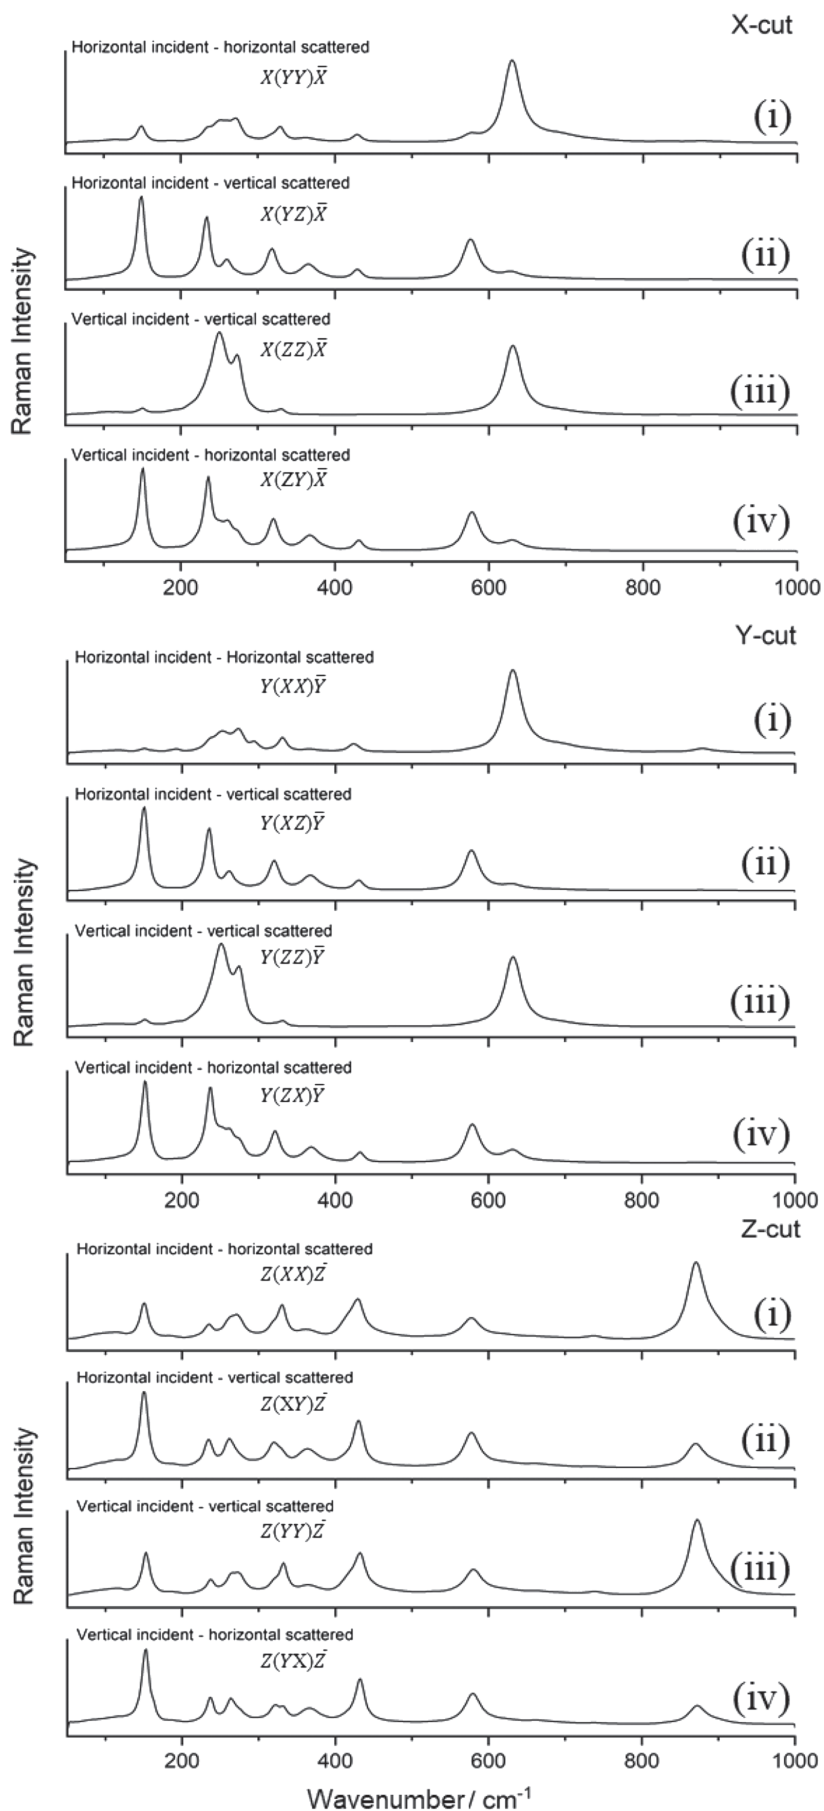 X-cut
Horizontal incident - horizontal scattered
X(YY)X̄
(i)
Horizontal incident - vertical scattered
X(YZ)X̄
(ii)
Vertical incident - vertical scattered
X(ZZ)X̄
(iii)
Vertical incident - horizontal scattered
X(ZY)X̄
(iv)
Raman Intensity
200 400 600 800 1000
Y-cut
Horizontal incident - Horizontal scattered
Y(XX)Ȳ
(i)
Horizontal incident - vertical scattered
Y(XZ)Ȳ
(ii)
Vertical incident - vertical scattered
Y(ZZ)Ȳ
(iii)
Vertical incident - horizontal scattered
Y(ZX)Ȳ
(iv)
Raman Intensity
200 400 600 800 1000
Z-cut
Horizontal incident - horizontal scattered
Z(XX)Z̄
(i)
Horizontal incident - vertical scattered
Z(XY)Z̄
(ii)
Vertical incident - vertical scattered
Z(YY)Z̄
(iii)
Vertical incident - horizontal scattered
Z(YX)Z̄
(iv)
Raman Intensity
200 400 600 800 1000
Wavenumber / cm⁻¹